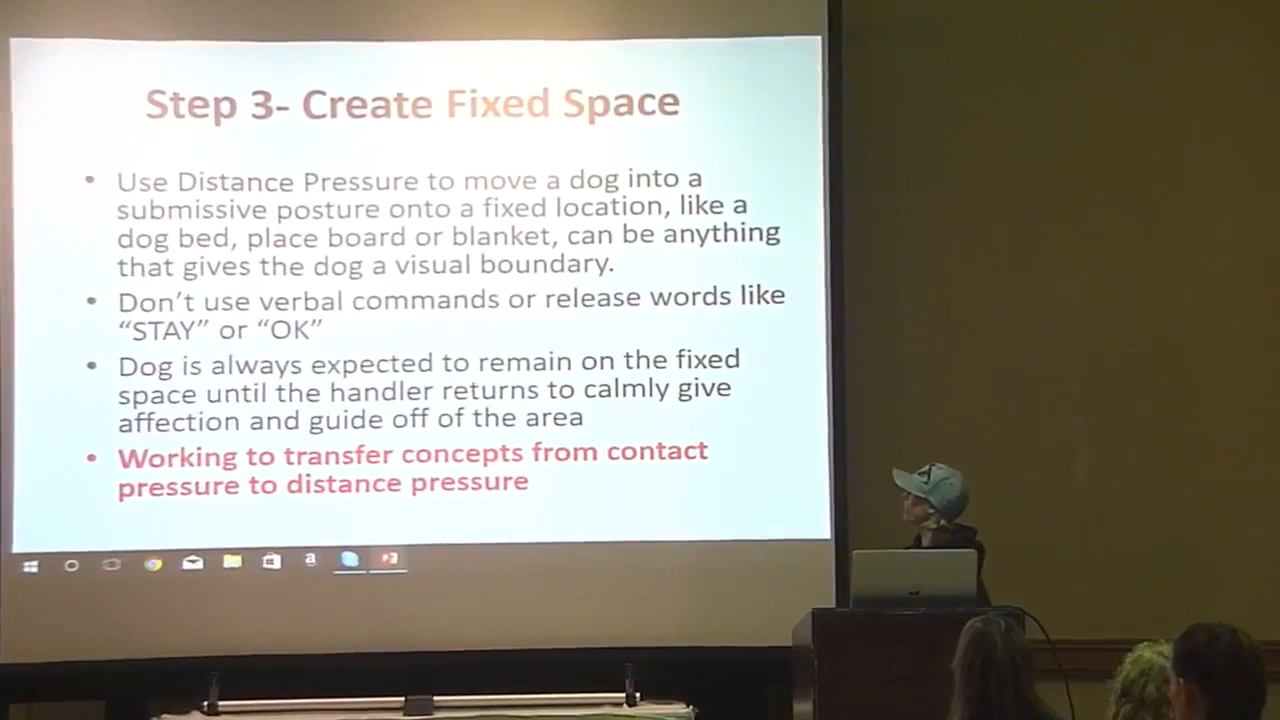 Step 3- Create Fixed Space
• Use Distance Pressure to move a dog into a
submissive posture onto a fixed location, like a
dog bed, place board or blanket, can be anything
that gives the dog a visual boundary.
• Don't use verbal commands or release words like
“STAY” or “OK”
• Dog is always expected to remain on the fixed
space until the handler returns to calmly give
affection and guide off of the area
• Working to transfer concepts from contact
pressure to distance pressure
a